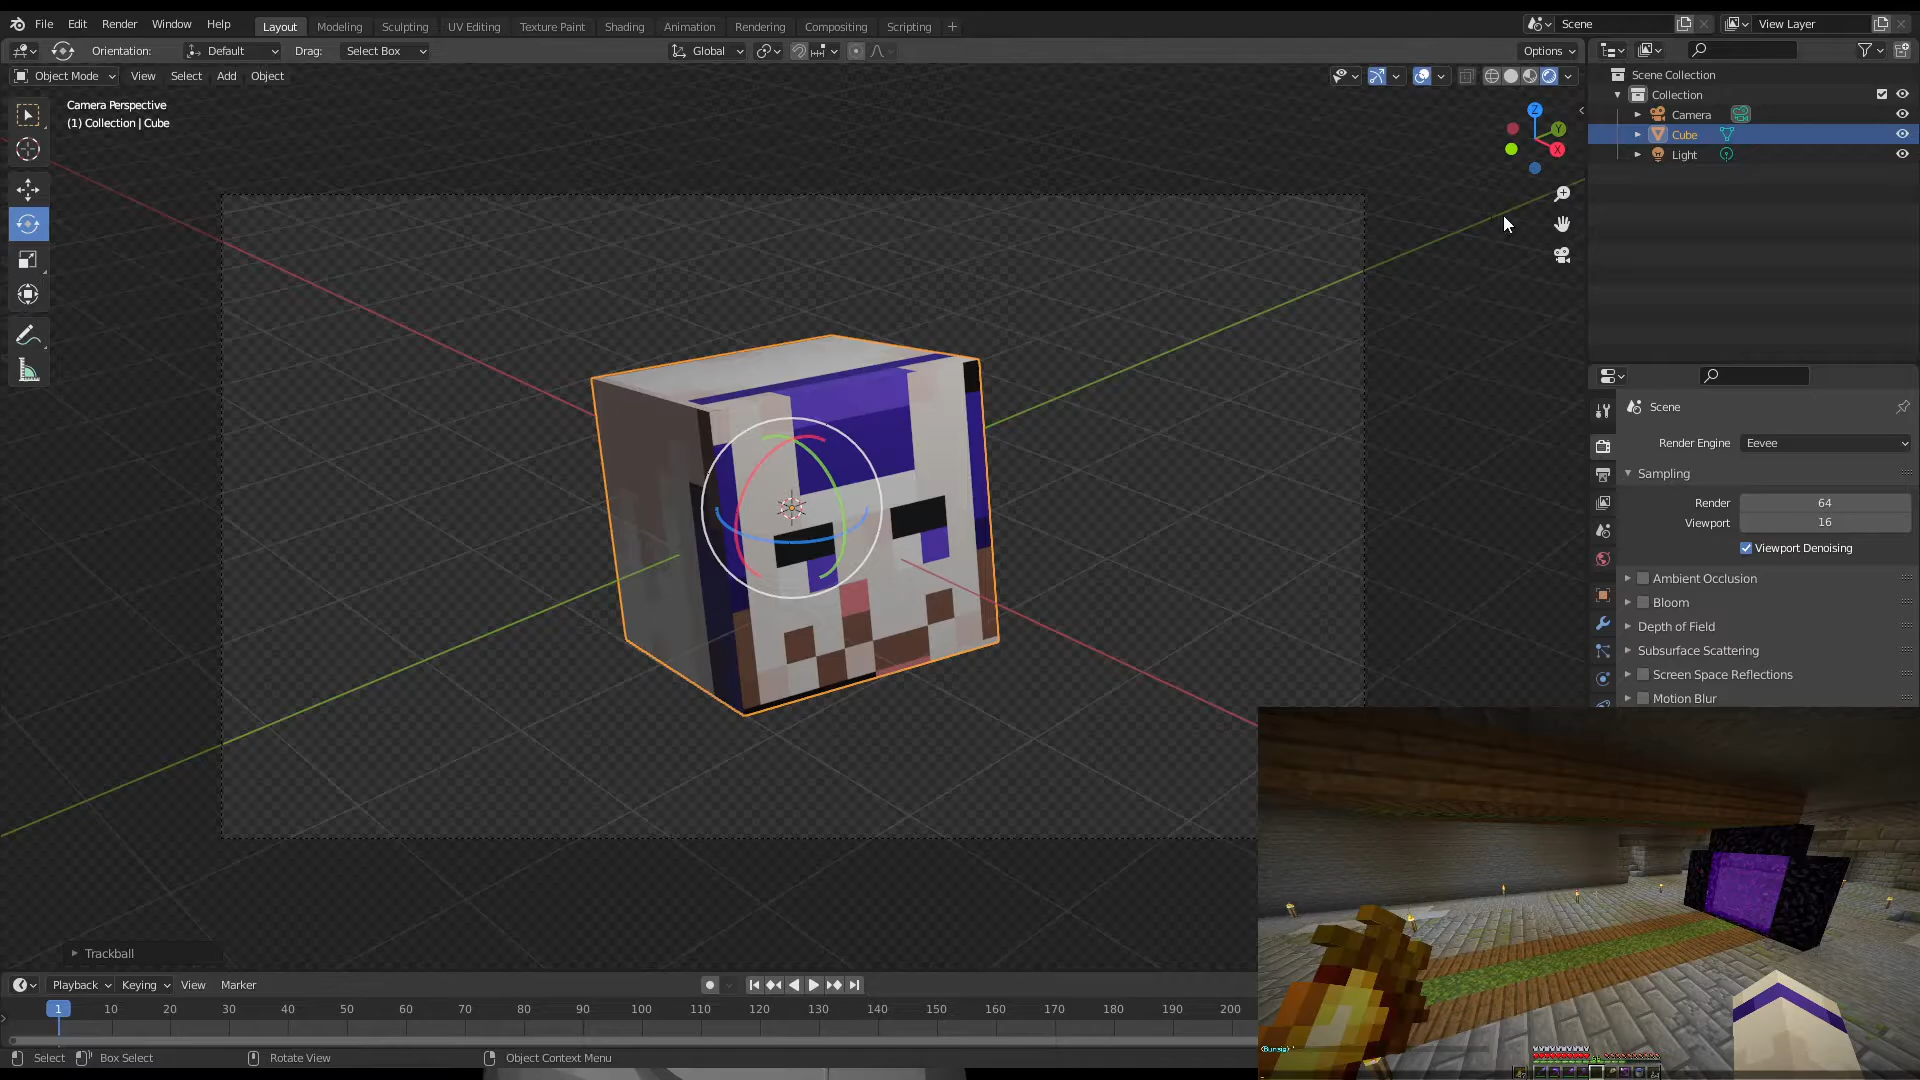 File Edit Render Window Help Layout Modeling Sculpting UV Editing Texture Paint Shading Animation Rendering Compositing Scripting + Scene View Layer
Orientation: Default Drag: Select Box Global Options
Object Mode View Select Add Object
Camera Perspective
(1) Collection | Cube
Z
Y
X
Scene Collection
Collection
Camera
Cube
Light
Scene
Render Engine Eevee
Sampling
Render 64
Viewport 16
Viewport Denoising
Ambient Occlusion
Bloom
Depth of Field
Subsurface Scattering
Screen Space Reflections
Motion Blur
Trackball
Playback Keying View Marker
1 10 20 30 40 50 60 70 80 90 100 110 120 130 140 150 160 170 180 190 200
Select Box Select Rotate View Object Context Menu